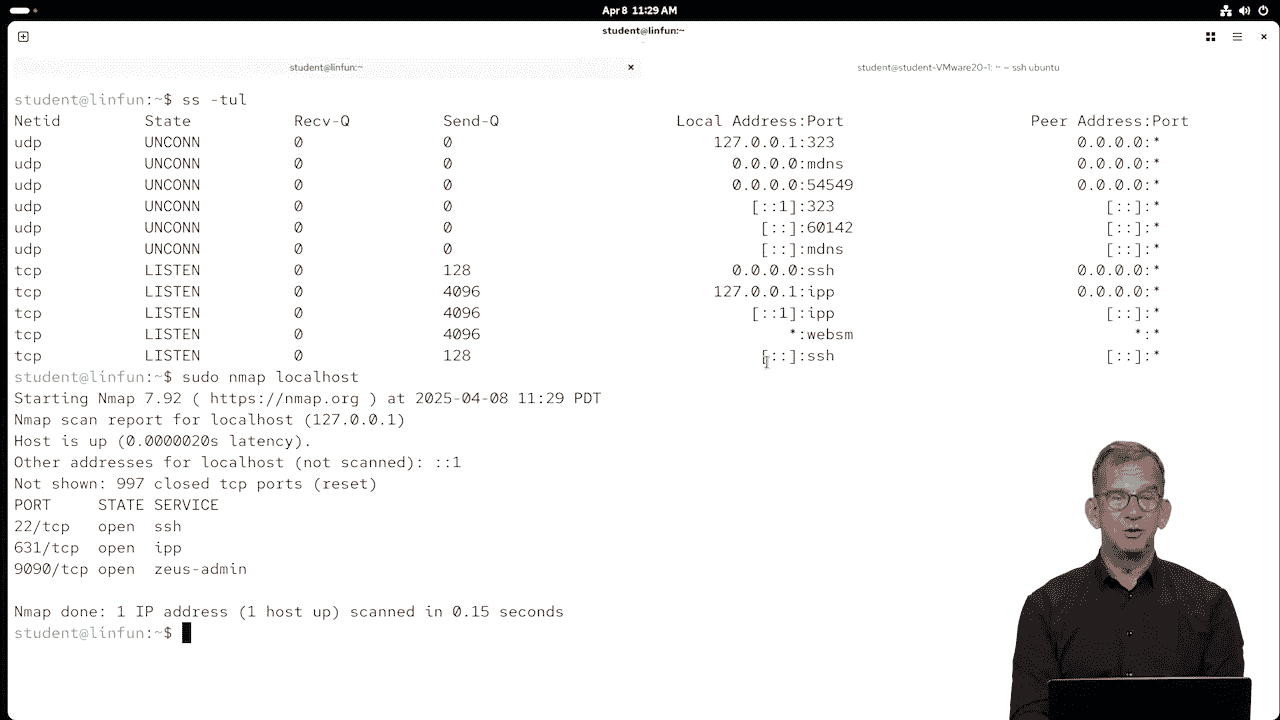 Apr 8 11:29 AM
student@linfun:~
student@linfun:~ student@student-VMware20-1: ~ – ssh ubuntu
student@linfun:~$ ss -tul
Netid State Recv-Q Send-Q Local Address:Port Peer Address:Port
udp UNCONN 0 0 127.0.0.1:323 0.0.0.0:*
udp UNCONN 0 0 0.0.0.0:mdns 0.0.0.0:*
udp UNCONN 0 0 0.0.0.0:54549 0.0.0.0:*
udp UNCONN 0 0 [::1]:323 [::]:*
udp UNCONN 0 0 [::]:60142 [::]:*
udp UNCONN 0 0 [::]:mdns [::]:*
tcp LISTEN 0 128 0.0.0.0:ssh 0.0.0.0:*
tcp LISTEN 0 4096 127.0.0.1:ipp 0.0.0.0:*
tcp LISTEN 0 4096 [::1]:ipp [::]:*
tcp LISTEN 0 4096 *:websm *:*
tcp LISTEN 0 128 [::]:ssh [::]:*
student@linfun:~$ sudo nmap localhost
Starting Nmap 7.92 ( https://nmap.org ) at 2025-04-08 11:29 PDT
Nmap scan report for localhost (127.0.0.1)
Host is up (0.0000020s latency).
Other addresses for localhost (not scanned): ::1
Not shown: 997 closed tcp ports (reset)
PORT STATE SERVICE
22/tcp open ssh
631/tcp open ipp
9090/tcp open zeus-admin
Nmap done: 1 IP address (1 host up) scanned in 0.15 seconds
student@linfun:~$